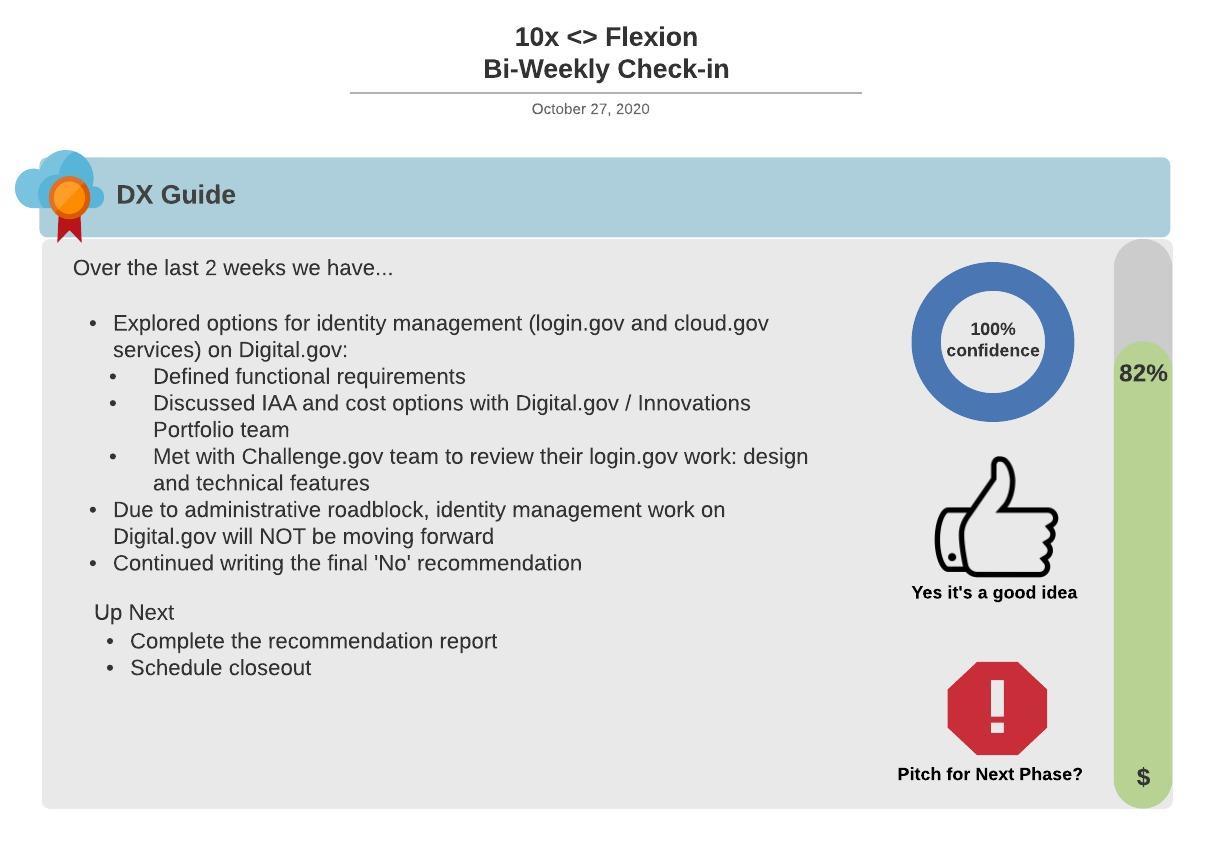 10x <> Flexion
Bi-Weekly Check-in
October 27, 2020
DX Guide
Over the last 2 weeks we have...
• Explored options for identity management (login.gov and cloud.gov
services) on Digital.gov:
• Defined functional requirements
• Discussed IAA and cost options with Digital.gov / Innovations
Portfolio team
• Met with Challenge.gov team to review their login.gov work: design
and technical features
• Due to administrative roadblock, identity management work on
Digital.gov will NOT be moving forward
• Continued writing the final 'No' recommendation
Up Next
• Complete the recommendation report
• Schedule closeout
100%
confidence
Yes it's a good idea
!
Pitch for Next Phase?
82%
$